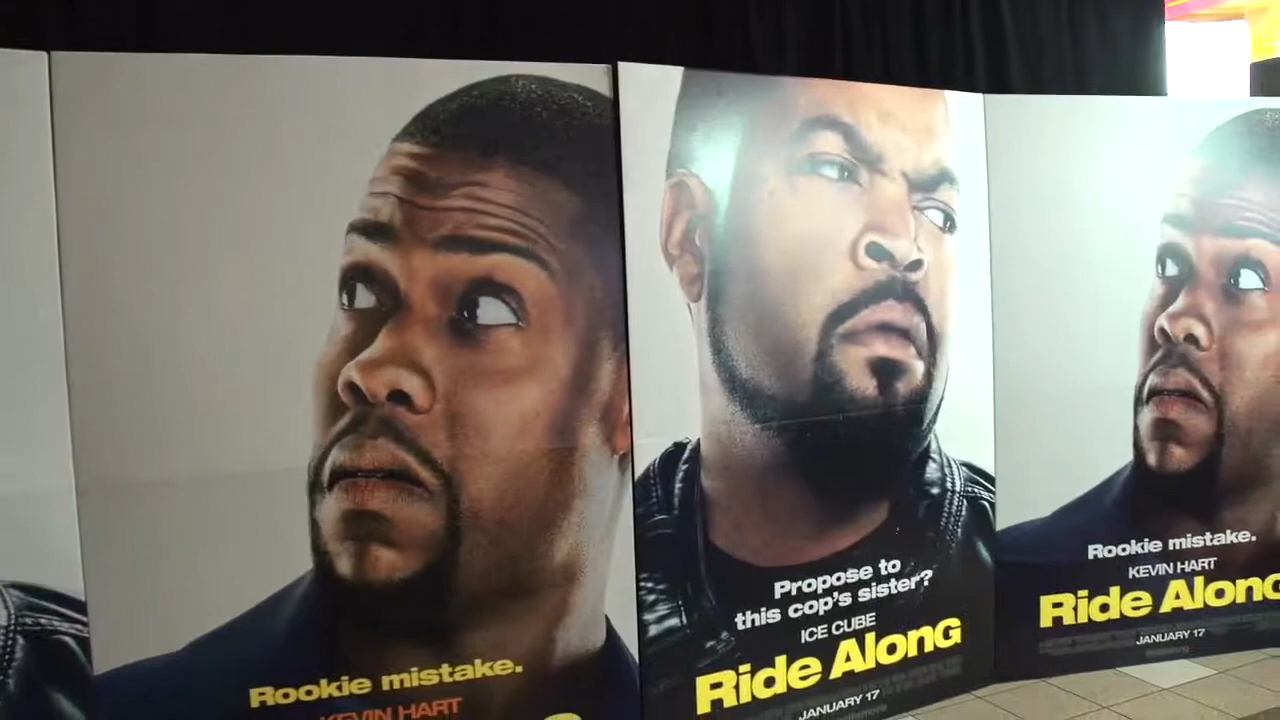 Rookie mistake.
KEVIN HART
Propose to
this cop's sister?
ICE CUBE
Ride Along
JANUARY 17
Rookie mistake.
KEVIN HART
Ride Along
JANUARY 17